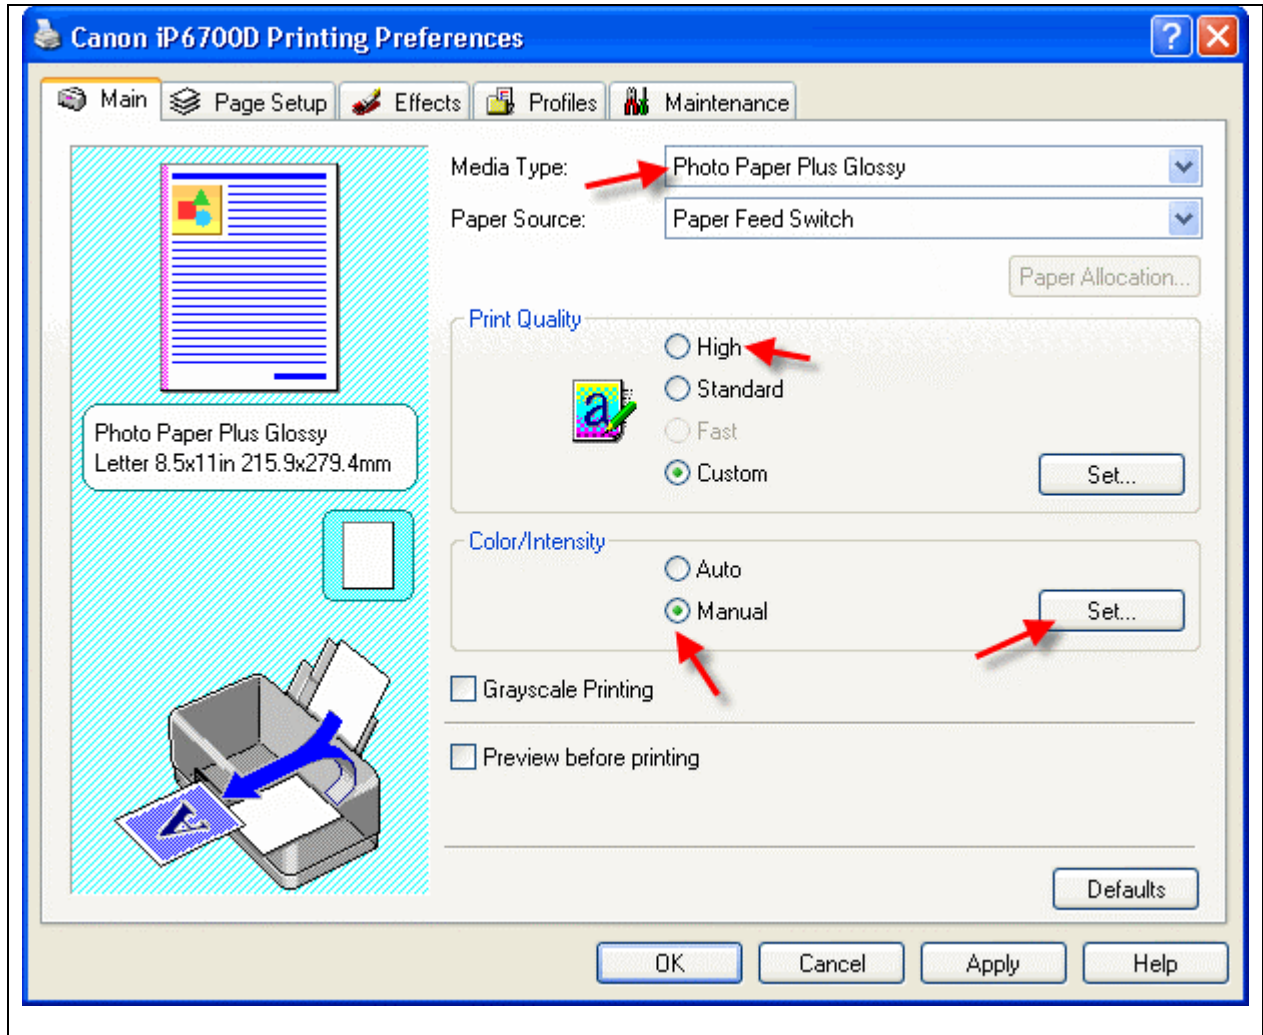 Canon iP6700D Printing Preferences
Main Page Setup Effects Profiles Maintenance
Media Type: Photo Paper Plus Glossy
Paper Source: Paper Feed Switch
Paper Allocation...
Print Quality
High
Standard
Fast
Custom Set...
Photo Paper Plus Glossy
Letter 8.5x11in 215.9x279.4mm
Color/Intensity
Auto
Manual Set...
Grayscale Printing
Preview before printing
Defaults
OK Cancel Apply Help